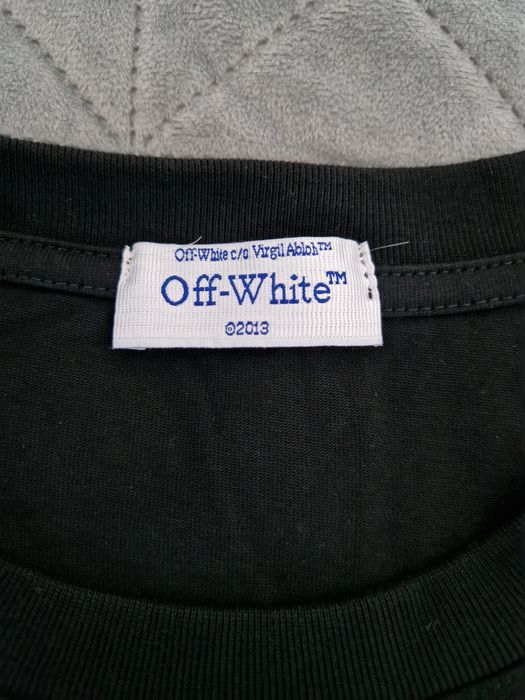 Off-White c/o Virgil Abloh™
Off-White™
©2013